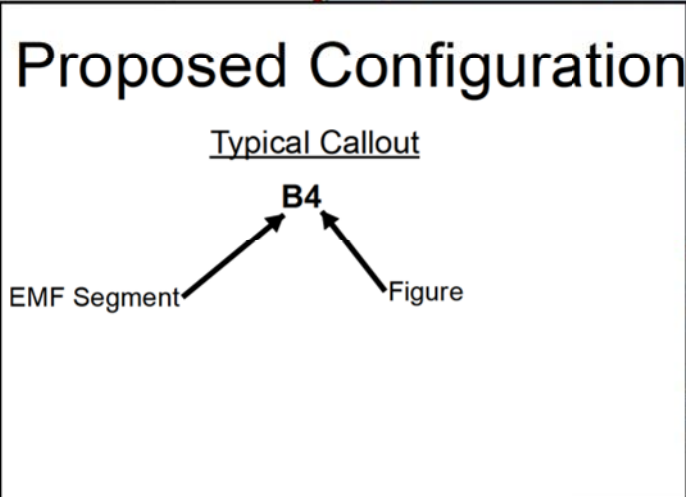 Proposed Configuration
Typical Callout
B4
EMF Segment
Figure